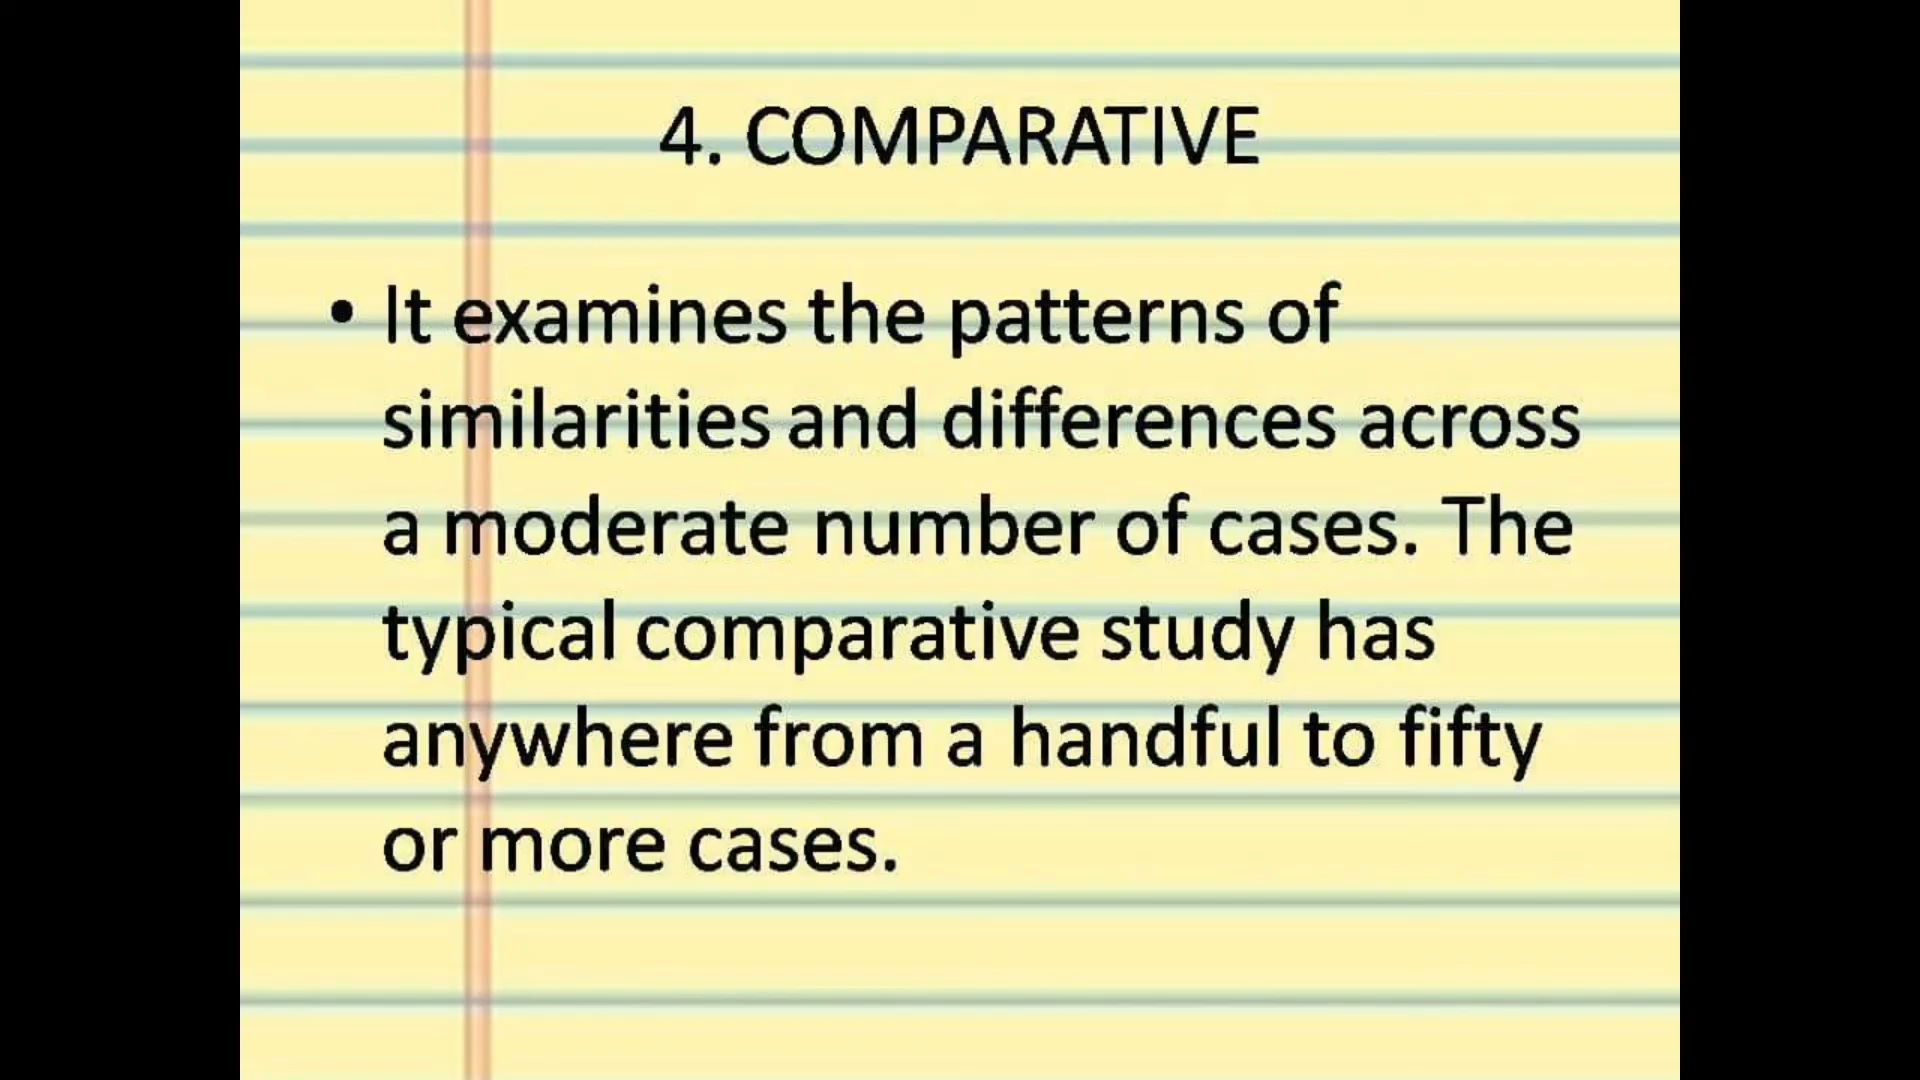 4. COMPARATIVE
• It examines the patterns of
similarities and differences across
a moderate number of cases. The
typical comparative study has
anywhere from a handful to fifty
or more cases.